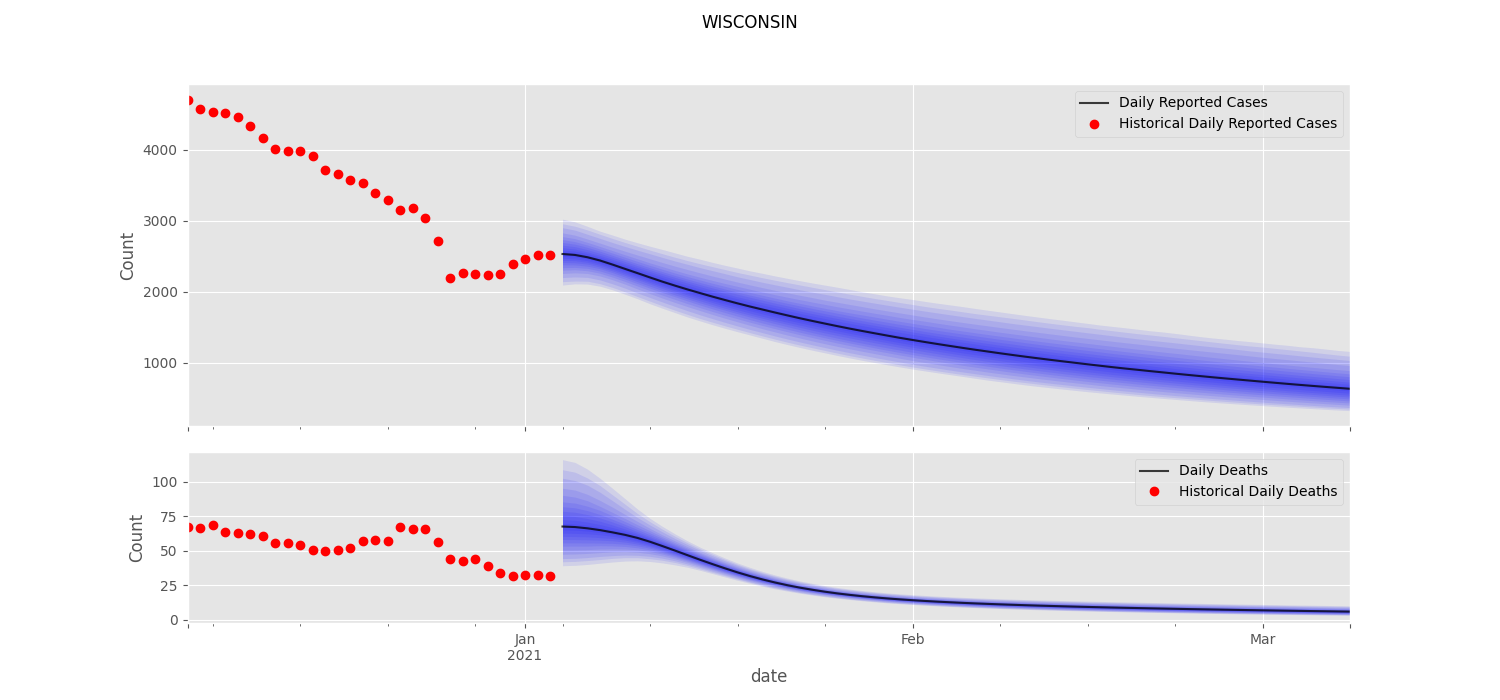 WISCONSIN
Count
4000
3000
2000
1000
Daily Reported Cases
Historical Daily Reported Cases
Count
100
75
50
25
0
Daily Deaths
Historical Daily Deaths
Jan
2021
Feb
Mar
date